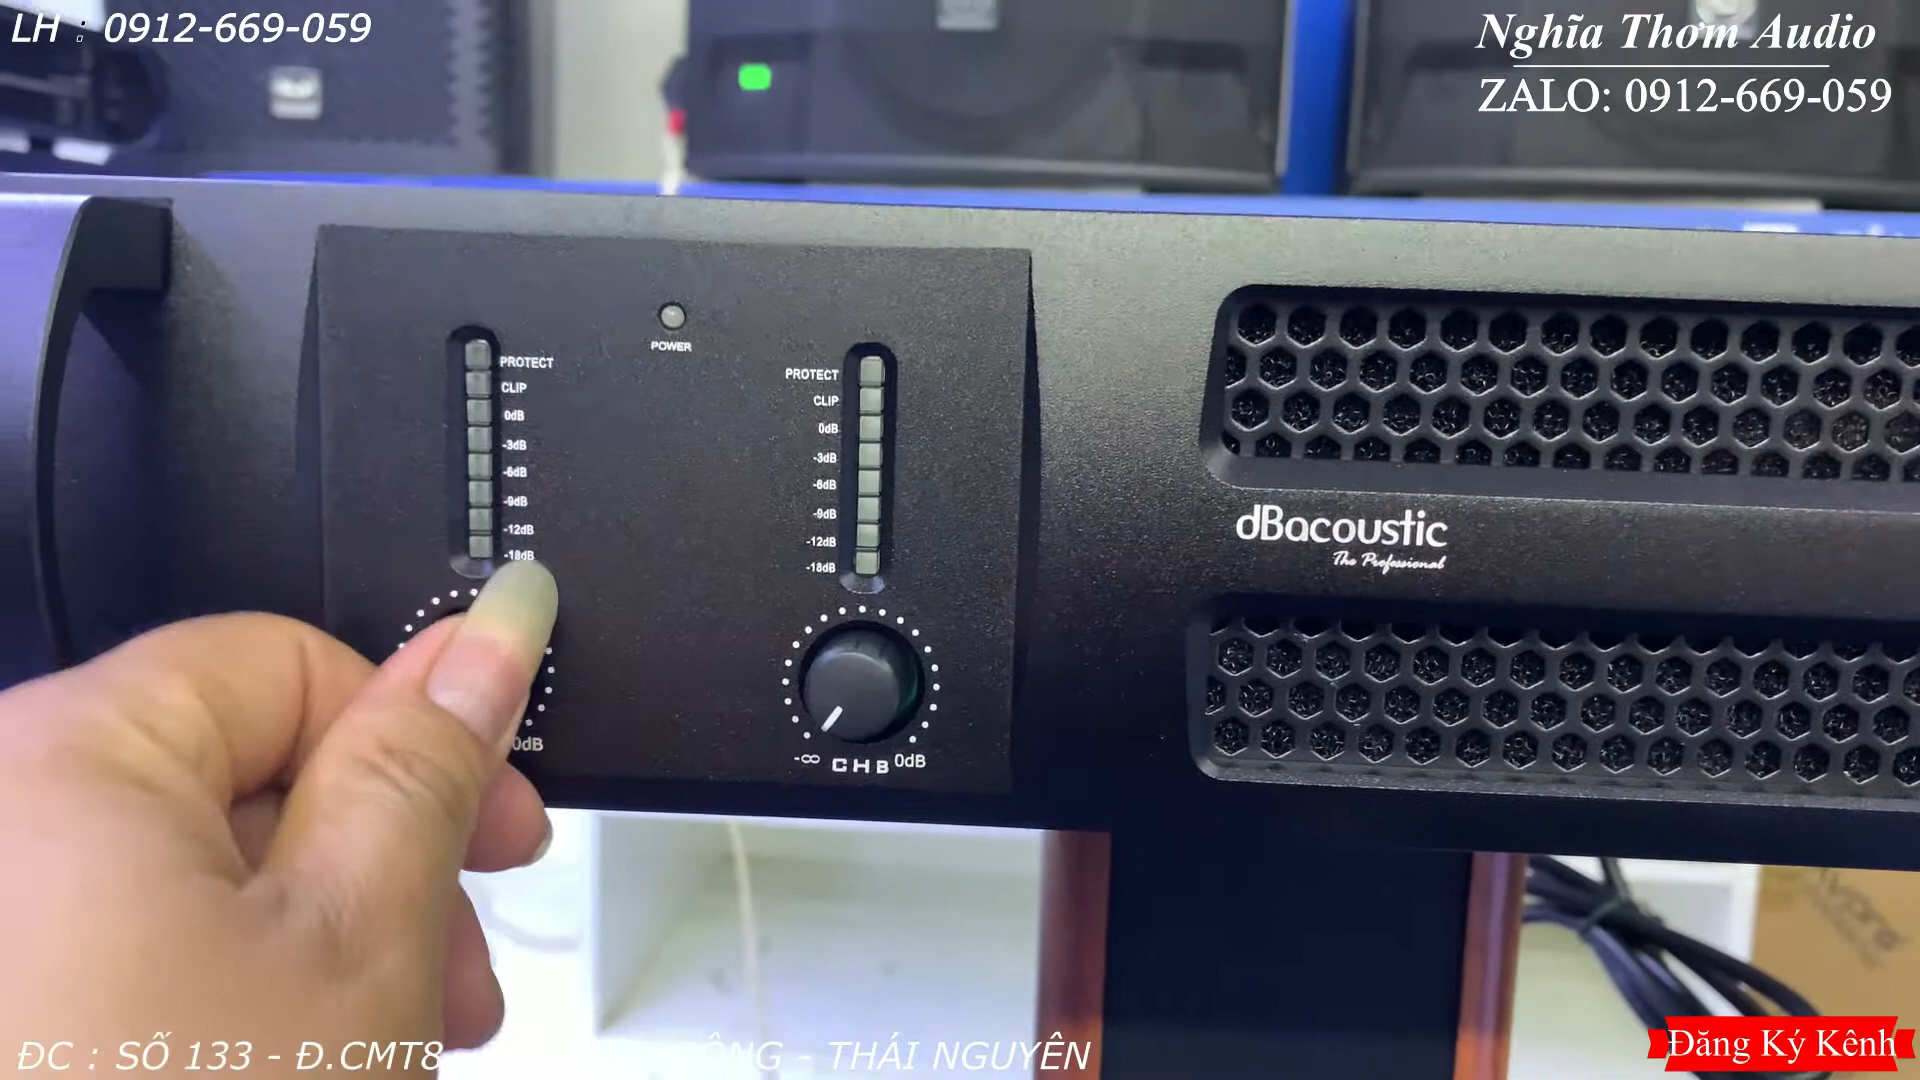 LH : 0912-669-059
Nghĩa Thơm Audio
ZALO: 0912-669-059
POWER
PROTECT
CLIP
0dB
-3dB
-6dB
-9dB
-12dB
-18dB
0dB
PROTECT
CLIP
0dB
-3dB
-6dB
-9dB
-12dB
-18dB
-∞ CHB 0dB
dBacoustic
The Professional
ĐC : SỐ 133 - Đ.CMT8 - THÁI NGUYÊN
Đăng Ký Kênh